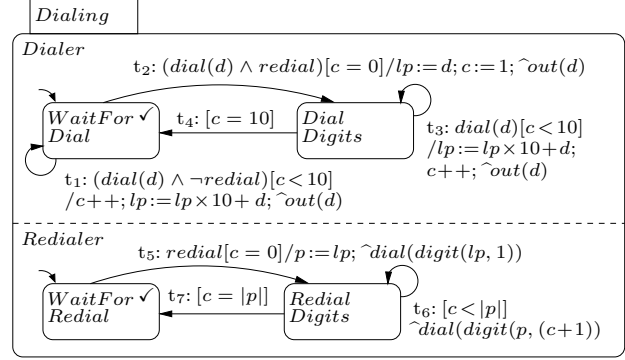 Dialing
Dialer
t₂: (dial(d) ∧ redial)[c = 0]/lp := d; c := 1; ^out(d)
WaitFor ✓
Dial
t₄: [c = 10]
Dial
Digits
t₃: dial(d)[c < 10]
/lp := lp × 10 + d;
c++; ^out(d)
t₁: (dial(d) ∧ ¬redial)[c < 10]
/c++; lp := lp × 10 + d; ^out(d)
Redialer
t₅: redial[c = 0]/p := lp; ^dial(digit(lp, 1))
WaitFor ✓
Redial
t₇: [c = |p|]
Redial
Digits
t₆: [c < |p|]
^dial(digit(p, (c+1))